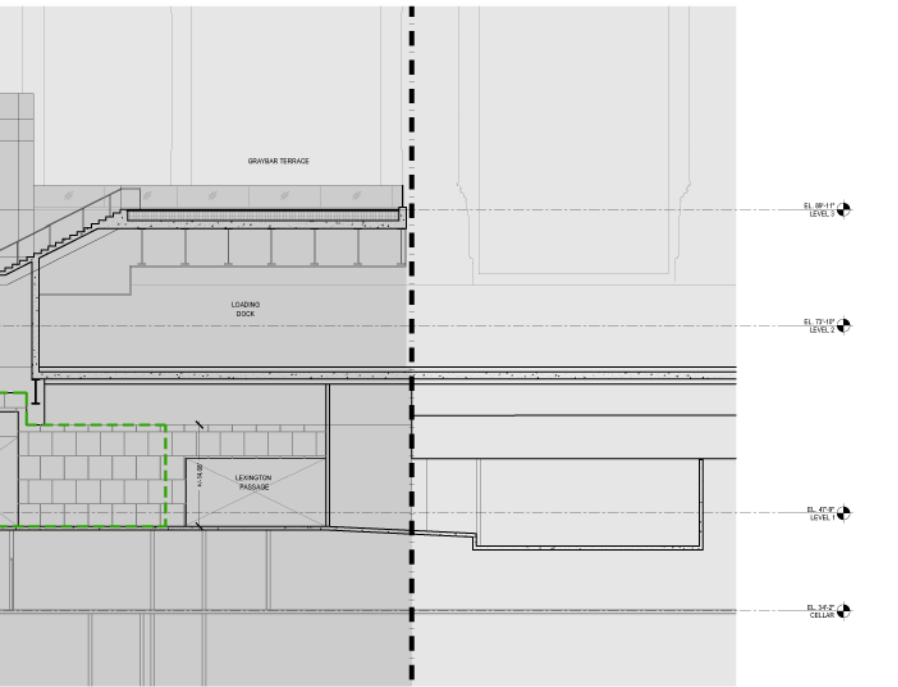 GRAYBAR TERRACE
EL. 89'-11"
LEVEL 3
LOADING
DOCK
EL. 73'-10"
LEVEL 2
LEXINGTON
PASSAGE
EL. 47'-9"
LEVEL 1
EL. 34'-2"
CELLAR